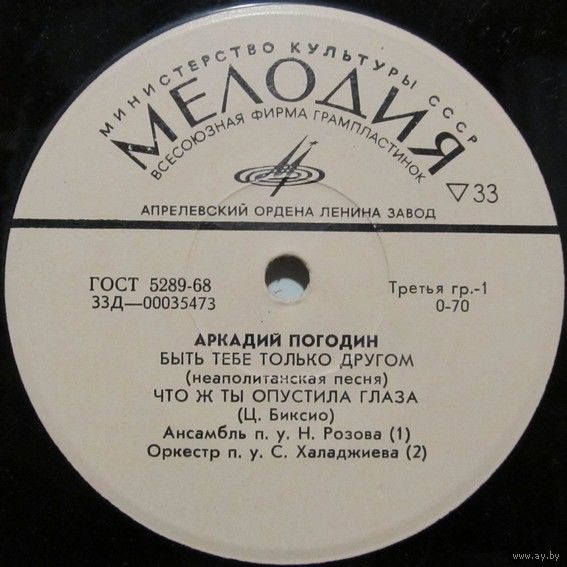 МИНИСТЕРСТВО КУЛЬТУРЫ СССР
МЕЛОДИЯ
ВСЕСОЮЗНАЯ ФИРМА ГРАМПЛАСТИНОК
▽33
АПРЕЛЕВСКИЙ ОРДЕНА ЛЕНИНА ЗАВОД
ГОСТ 5289-68
33Д—00035473
Третья гр.-1
0-70
АРКАДИЙ ПОГОДИН
БЫТЬ ТЕБЕ ТОЛЬКО ДРУГОМ
(неаполитанская песня)
ЧТО Ж ТЫ ОПУСТИЛА ГЛАЗА
(Ц. Биксио)
Ансамбль п. у. Н. Розова (1)
Оркестр п. у. С. Халаджиева (2)
www.ay.by